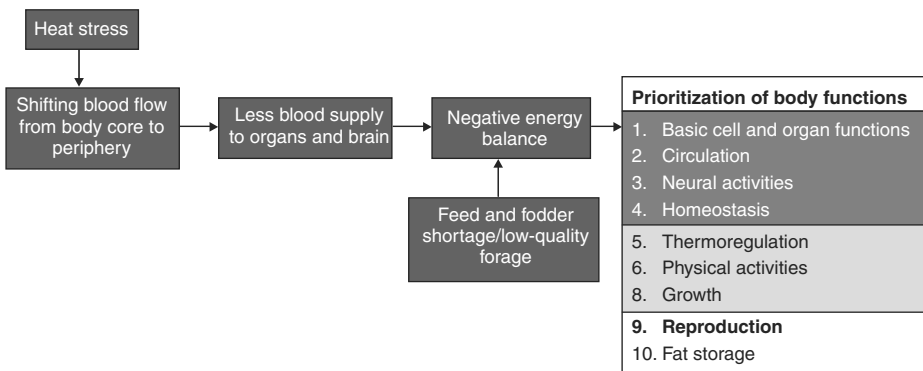 Heat stress
Shifting blood flow
from body core to
periphery
Less blood supply
to organs and brain
Negative energy
balance
Feed and fodder
shortage/low-quality
forage
Prioritization of body functions
1. Basic cell and organ functions
2. Circulation
3. Neural activities
4. Homeostasis
5. Thermoregulation
6. Physical activities
8. Growth
9. Reproduction
10. Fat storage